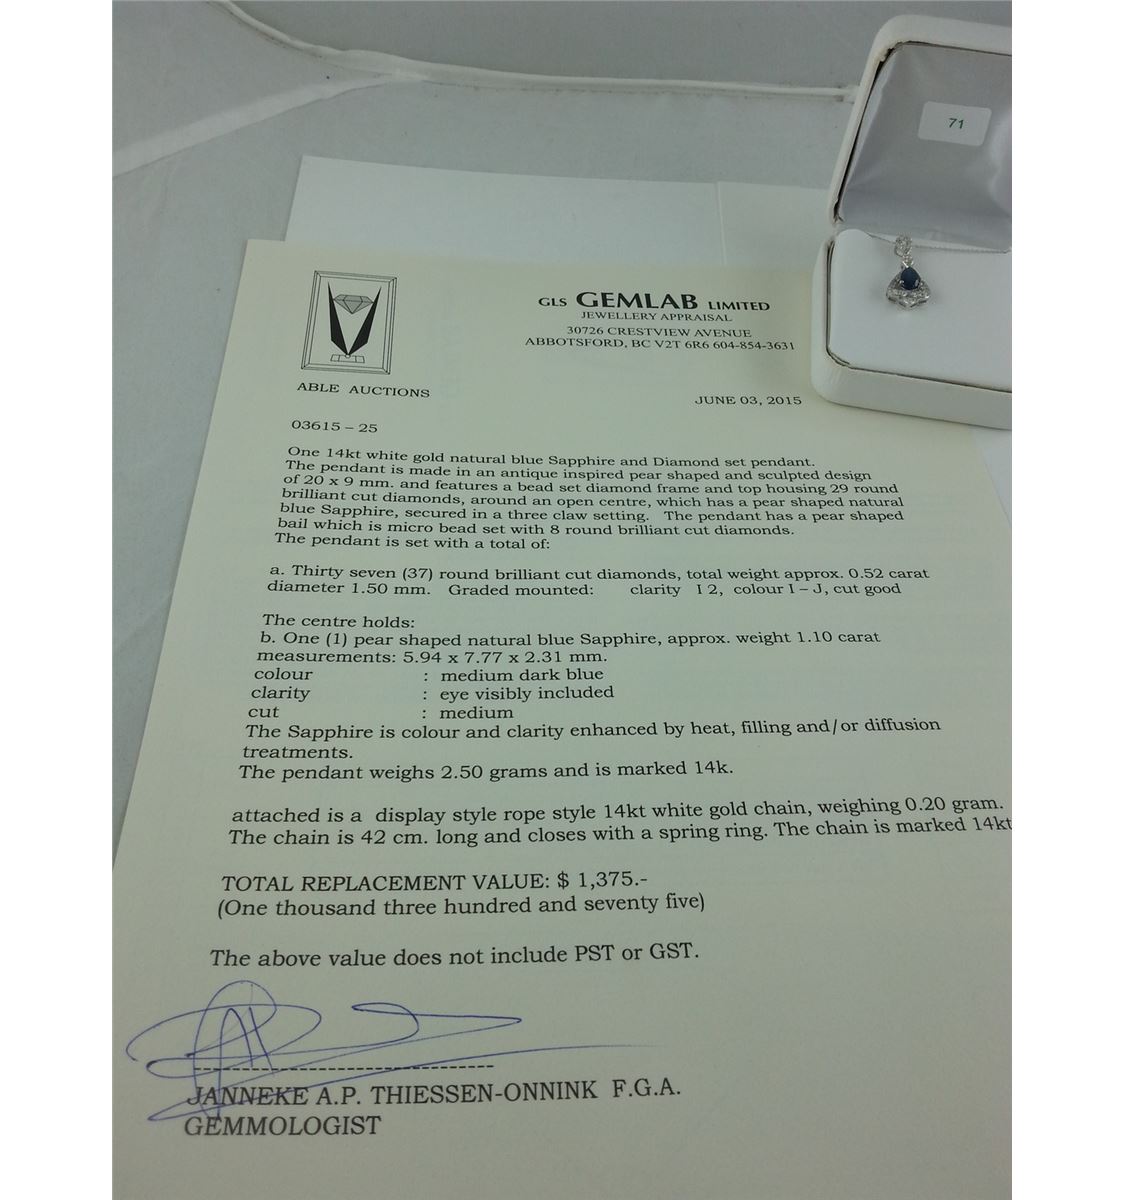 71
GLS GEMLAB LIMITED
JEWELLERY APPRAISAL
30726 CRESTVIEW AVENUE
ABBOTSFORD, BC V2T 6R6 604-854-3631
ABLE AUCTIONS
JUNE 03, 2015
03615 – 25
One 14kt white gold natural blue Sapphire and Diamond set pendant.
The pendant is made in an antique inspired pear shaped and sculpted design
of 20 x 9 mm. and features a bead set diamond frame and top housing 29 round
brilliant cut diamonds, around an open centre, which has a pear shaped natural
blue Sapphire, secured in a three claw setting. The pendant has a pear shaped
bail which is micro bead set with 8 round brilliant cut diamonds.
The pendant is set with a total of:
a. Thirty seven (37) round brilliant cut diamonds, total weight approx. 0.52 carat
diameter 1.50 mm. Graded mounted: clarity I 2, colour I – J, cut good
The centre holds:
b. One (1) pear shaped natural blue Sapphire, approx. weight 1.10 carat
measurements: 5.94 x 7.77 x 2.31 mm.
colour : medium dark blue
clarity : eye visibly included
cut : medium
The Sapphire is colour and clarity enhanced by heat, filling and/or diffusion
treatments.
The pendant weighs 2.50 grams and is marked 14k.
attached is a display style rope style 14kt white gold chain, weighing 0.20 gram.
The chain is 42 cm. long and closes with a spring ring. The chain is marked 14kt
TOTAL REPLACEMENT VALUE: $ 1,375.-
(One thousand three hundred and seventy five)
The above value does not include PST or GST.
JANNEKE A.P. THIESSEN-ONNINK F.G.A.
GEMMOLOGIST